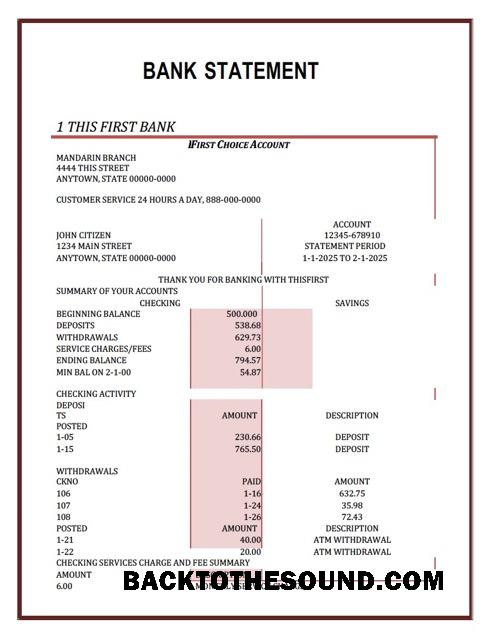 BANK STATEMENT
1 THIS FIRST BANK
1FIRST CHOICE ACCOUNT
MANDARIN BRANCH
4444 THIS STREET
ANYTOWN, STATE 00000-0000
CUSTOMER SERVICE 24 HOURS A DAY, 888-000-0000
ACCOUNT
JOHN CITIZEN 12345-678910
1234 MAIN STREET STATEMENT PERIOD
ANYTOWN, STATE 00000-0000 1-1-2025 TO 2-1-2025
THANK YOU FOR BANKING WITH THISFIRST
SUMMARY OF YOUR ACCOUNTS
CHECKING SAVINGS
BEGINNING BALANCE 500.000
DEPOSITS 538.68
WITHDRAWALS 629.73
SERVICE CHARGES/FEES 6.00
ENDING BALANCE 794.57
MIN BAL ON 2-1-00 54.87
CHECKING ACTIVITY
DEPOSI
TS AMOUNT DESCRIPTION
POSTED
1-05 230.66 DEPOSIT
1-15 765.50 DEPOSIT
WITHDRAWALS
CKNO PAID AMOUNT
106 1-16 632.75
107 1-24 35.98
108 1-26 72.43
POSTED AMOUNT DESCRIPTION
1-21 40.00 ATM WITHDRAWAL
1-22 20.00 ATM WITHDRAWAL
CHECKING SERVICES CHARGE AND FEE SUMMARY
AMOUNT
BACKTOTHESOUND.COM
6.00